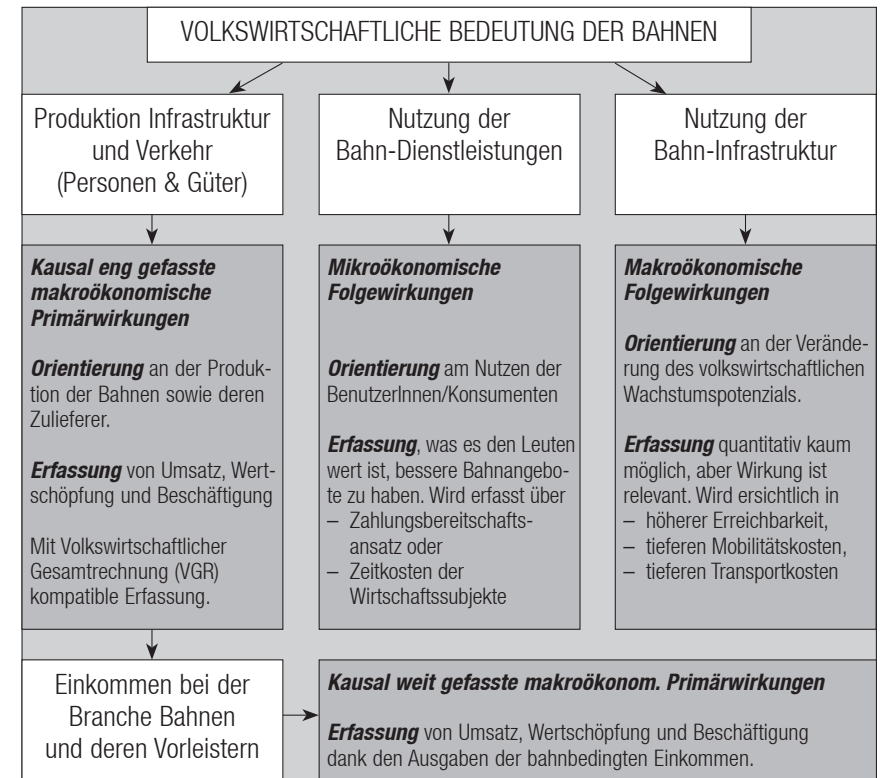 VOLKSWIRTSCHAFTLICHE BEDEUTUNG DER BAHNEN
Produktion Infrastruktur
und Verkehr
(Personen & Güter)
Nutzung der
Bahn-Dienstleistungen
Nutzung der
Bahn-Infrastruktur
Kausal eng gefasste
makroökonomische
Primärwirkungen
Orientierung an der Produk-
tion der Bahnen sowie deren
Zulieferer.
Erfassung von Umsatz, Wert-
schöpfung und Beschäftigung
Mit Volkswirtschaftlicher
Gesamtrechnung (VGR)
kompatible Erfassung.
Mikroökonomische
Folgewirkungen
Orientierung am Nutzen der
BenutzerInnen/Konsumenten
Erfassung, was es den Leuten
wert ist, bessere Bahnangebo-
te zu haben. Wird erfasst über
– Zahlungsbereitschafts-
ansatz oder
– Zeitkosten der
Wirtschaftssubjekte
Makroökonomische
Folgewirkungen
Orientierung an der Verände-
rung des volkswirtschaftlichen
Wachstumspotenzials.
Erfassung quantitativ kaum
möglich, aber Wirkung ist
relevant. Wird ersichtlich in
– höherer Erreichbarkeit,
– tieferen Mobilitätskosten,
– tieferen Transportkosten
Einkommen bei der
Branche Bahnen
und deren Vorleistern
Kausal weit gefasste makroökonom. Primärwirkungen
Erfassung von Umsatz, Wertschöpfung und Beschäftigung
dank den Ausgaben der bahnbedingten Einkommen.